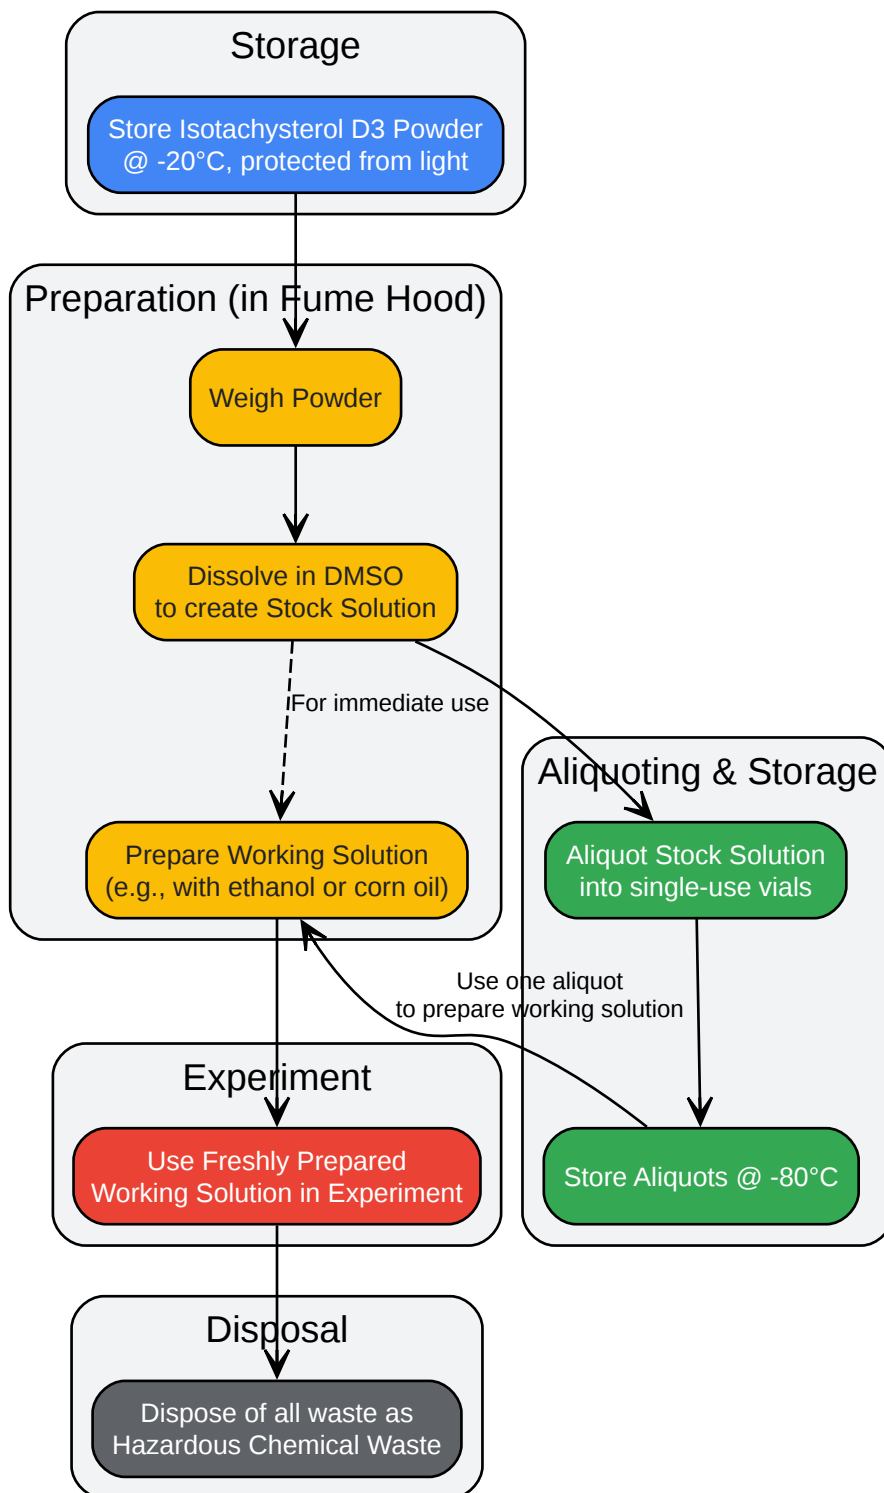 Storage
Store Isotachysterol D3 Powder
@ -20°C, protected from light
Preparation (in Fume Hood)
Weigh Powder
Dissolve in DMSO
to create Stock Solution
For immediate use
Aliquoting & Storage
Prepare Working Solution
(e.g., with ethanol or corn oil)
Aliquot Stock Solution
into single-use vials
Use one aliquot
to prepare working solution
Experiment
Use Freshly Prepared
Working Solution in Experiment
Store Aliquots @ -80°C
Disposal
Dispose of all waste as
Hazardous Chemical Waste